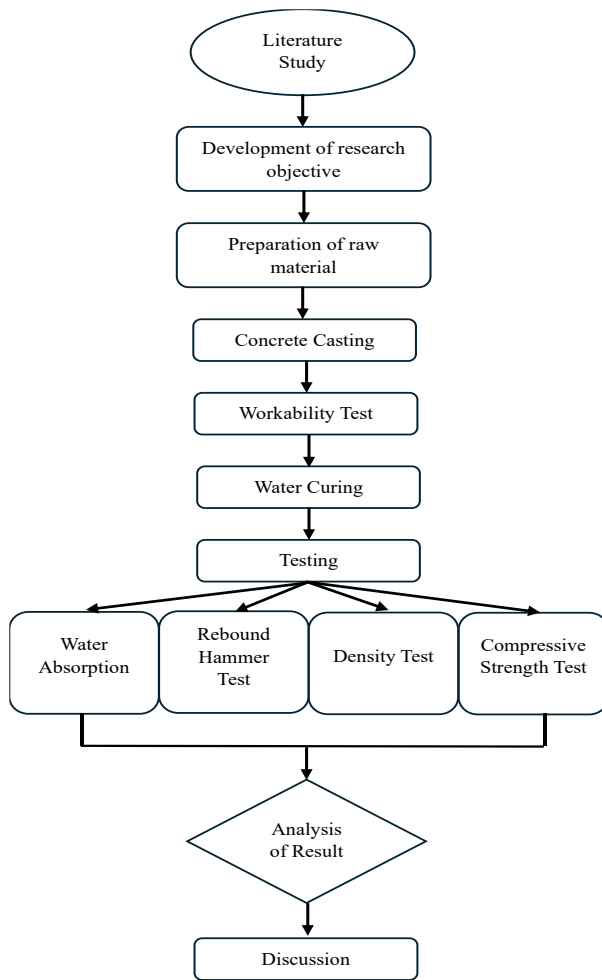 Literature
Study
Development of research
objective
Preparation of raw
material
Concrete Casting
Workability Test
Water Curing
Testing
Water
Absorption
Rebound
Hammer
Test
Density Test
Compressive
Strength Test
Analysis
of Result
Discussion